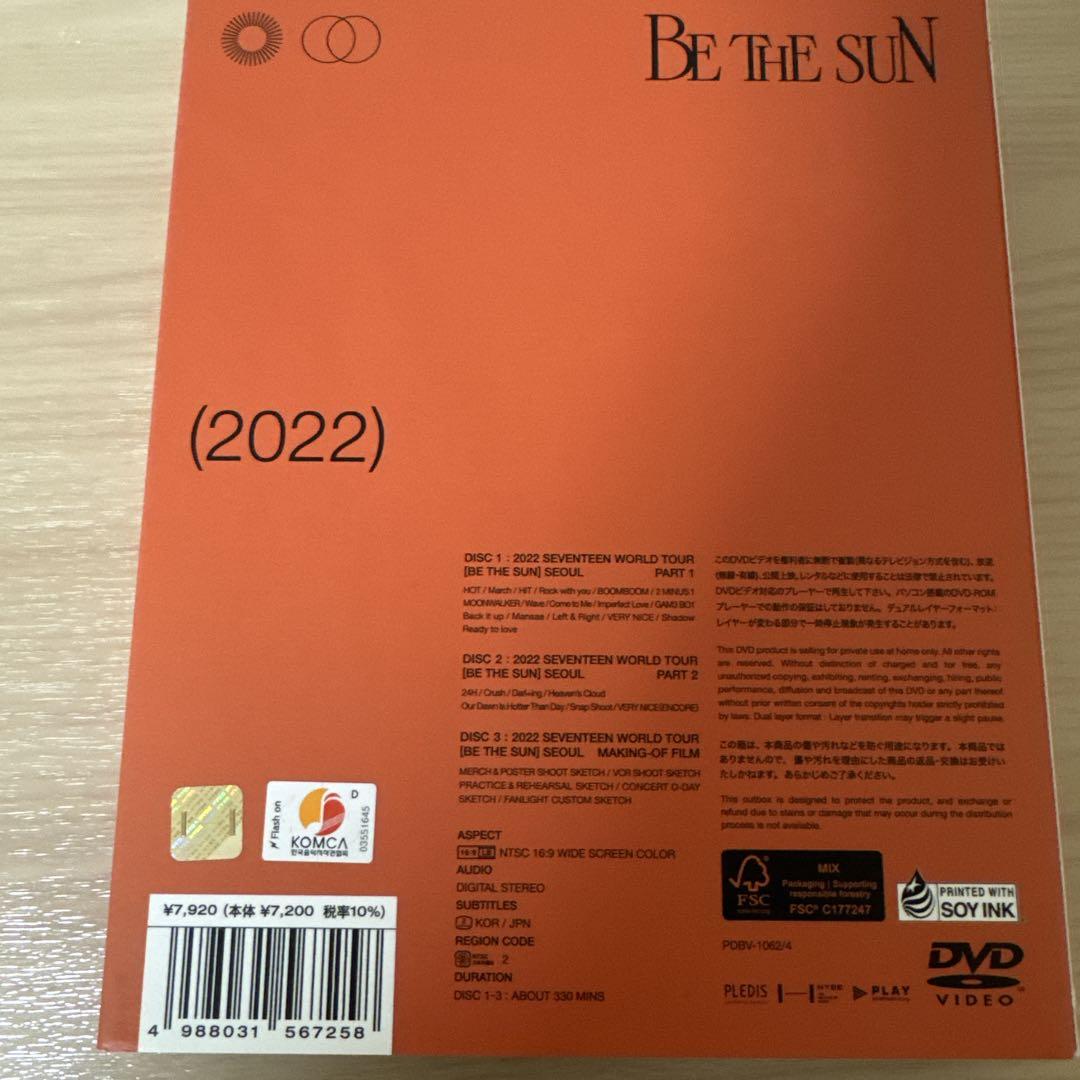 BE THE SUN
(2022)
DISC 1 : 2022 SEVENTEEN WORLD TOUR
[BE THE SUN] SEOUL PART 1
HOT / March / HIT / Rock with you / BOOMBOOM / 2 MINUS 1
MOONWALKER / Wave / Come to Me / Imperfect Love / GAM3 BO1
Back it up / Mansae / Left & Right / VERY NICE / Shadow
Ready to love
DISC 2 : 2022 SEVENTEEN WORLD TOUR
[BE THE SUN] SEOUL PART 2
24H / Crush / Darl+ing / Heaven's Cloud
Our Dawn Is Hotter Than Day / Snap Shoot / VERY NICE(ENCORE)
DISC 3 : 2022 SEVENTEEN WORLD TOUR
[BE THE SUN] SEOUL MAKING-OF FILM
MERCH & POSTER SHOOT SKETCH / VCR SHOOT SKETCH
PRACTICE & REHEARSAL SKETCH / CONCERT D-DAY
SKETCH / FANLIGHT CUSTOM SKETCH
ASPECT
16:9 LB NTSC 16:9 WIDE SCREEN COLOR
AUDIO
DIGITAL STEREO
SUBTITLES
KOR / JPN
REGION CODE
NTSC 2
DURATION
DISC 1-3 : ABOUT 330 MINS
このDVDビデオを権利者に無断で複製(異なるテレビジョン方式を含む)、放送
(無線・有線)、公開上映、レンタルなどに使用することは法律で禁止されています。
DVDビデオ対応のプレーヤーで再生して下さい。パソコン搭載のDVD-ROM
プレーヤーでの動作の保証はしておりません。デュアルレイヤーフォーマット:
レイヤーが変わる部分で一時停止現象が発生することがあります。
This DVD product is selling for private use at home only. All other rights
are reserved. Without distinction of charged and for free, any
unauthorized copying, exhibiting, renting, exchanging, hiring, public
performance, diffusion and broadcast of this DVD or any part thereof
without prior written consent of the copyrights holder strictly prohibited
by laws. Dual layer format : Layer transition may trigger a slight pause.
この箱は、本商品の傷や汚れなどを防ぐ用途になります。本商品では
ありませんので、傷や汚れを理由にした商品の返品・交換はお受けい
たしかねます。あらかじめご了承ください。
This outbox is designed to protect the product, and exchange or
refund due to stains or damage that may occur during the distribution
process is not available.
Flash on
D
KOMCA
한국음악저작권협회
03551645
FSC
MIX
Packaging | Supporting
responsible forestry
FSC® C177247
PRINTED WITH
SOY INK
PDBV-1062/4
PLEDIS
HYBE
PLAY
DVD
VIDEO
¥7,920 (本体 ¥7,200 税率10%)
4 988031 567258